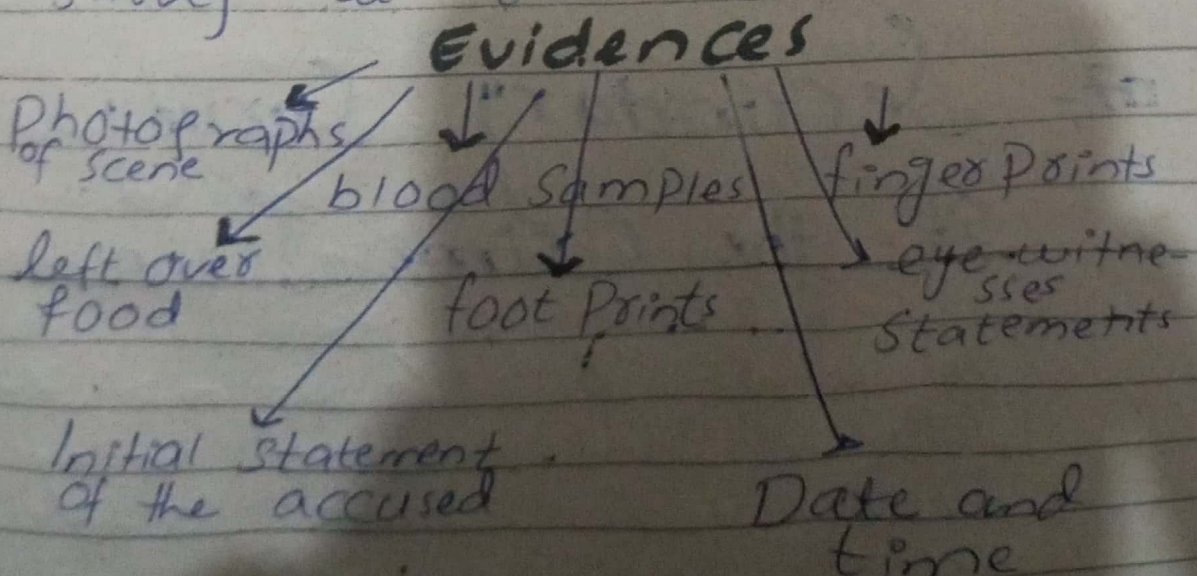 Evidences
Photographs
of scene
blood samples
finger Prints
left over
food
foot Prints
eye witne-
sses
Statements
Initial statement
of the accused
Date and
time